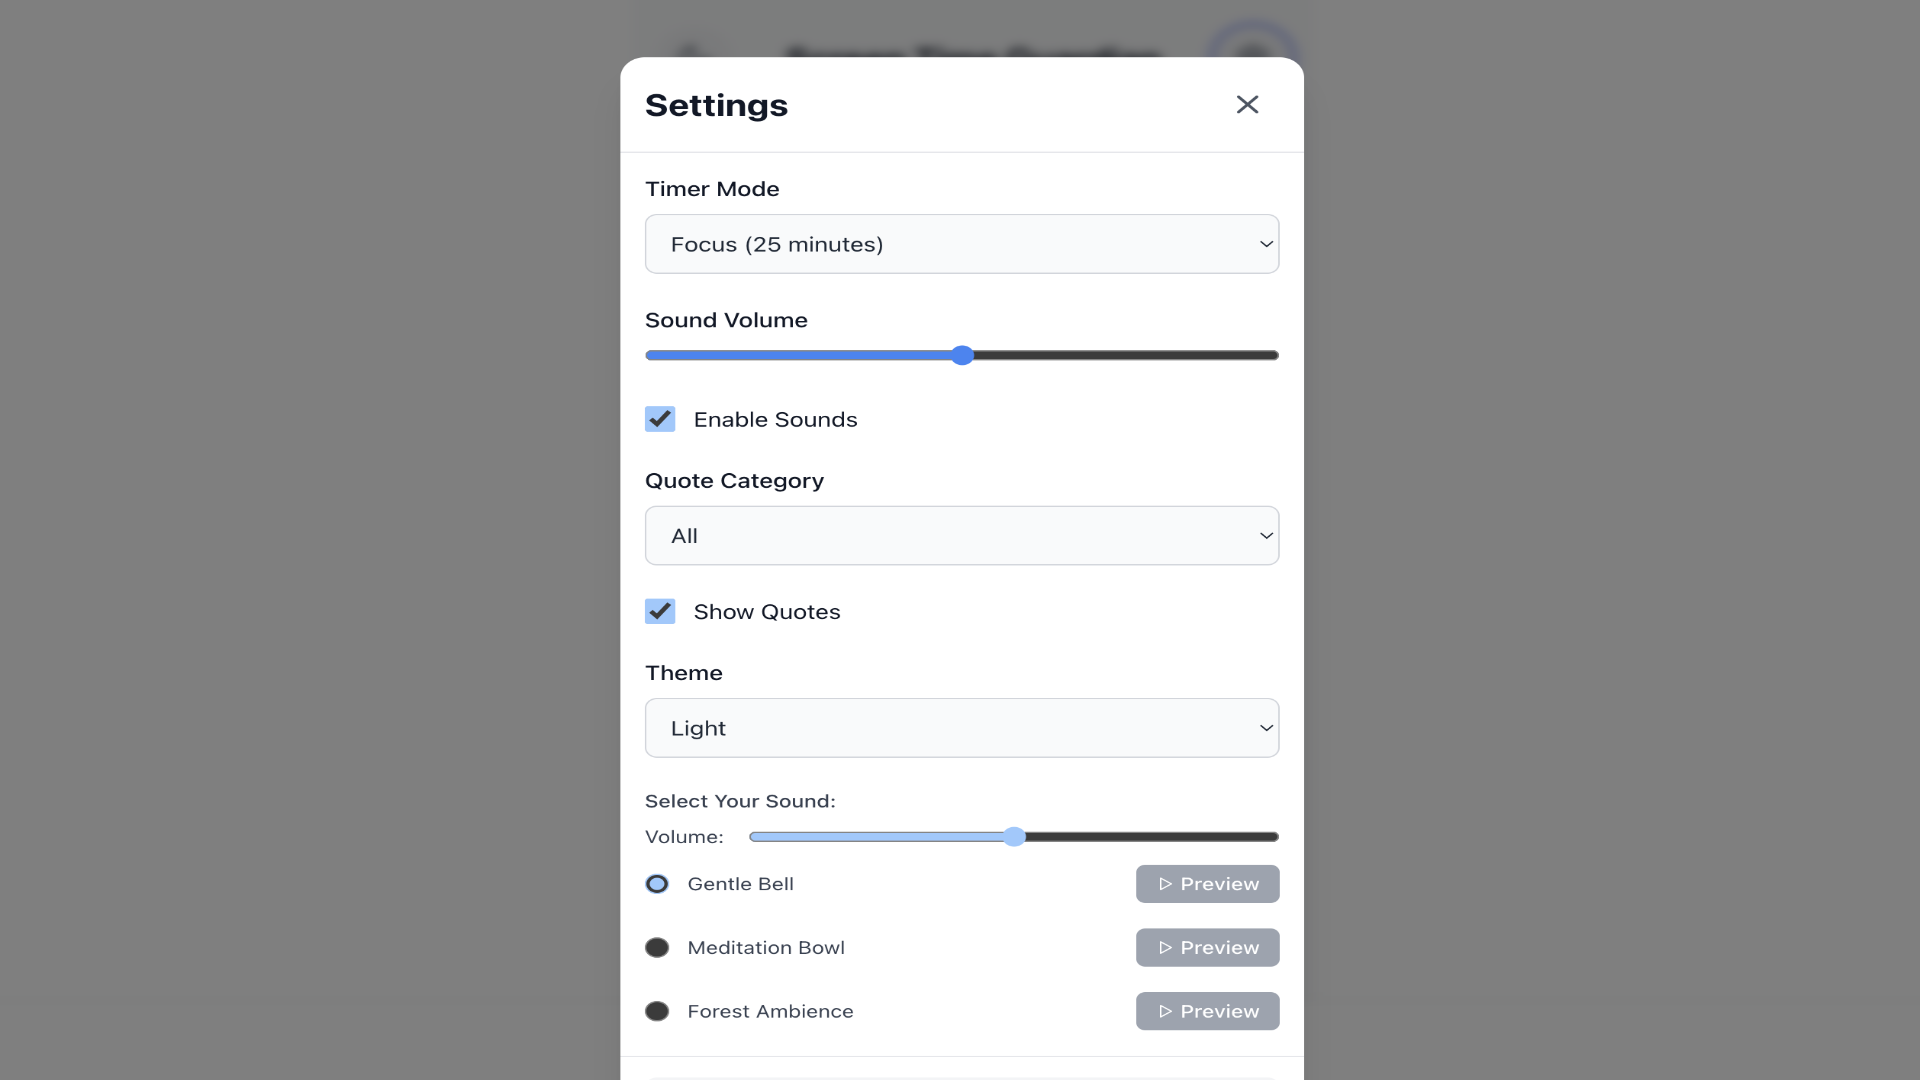 Settings
Timer Mode
Focus (25 minutes)
Sound Volume
Enable Sounds
Quote Category
All
Show Quotes
Theme
Light
Select Your Sound:
Volume:
Gentle Bell
Preview
Meditation Bowl
Preview
Forest Ambience
Preview